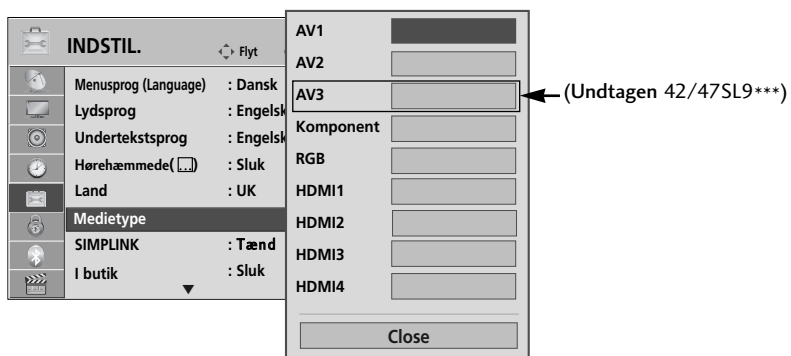 INDSTIL.
Flyt
Menusprog (Language) : Dansk
Lydsprog : Engelsk
Undertekstsprog : Engelsk
Hørehæmmede( ) : Sluk
Land : UK
Medietype
SIMPLINK : Tænd
I butik : Sluk
AV1
AV2
AV3
Komponent
RGB
HDMI1
HDMI2
HDMI3
HDMI4
Close
(Undtagen 42/47SL9***)